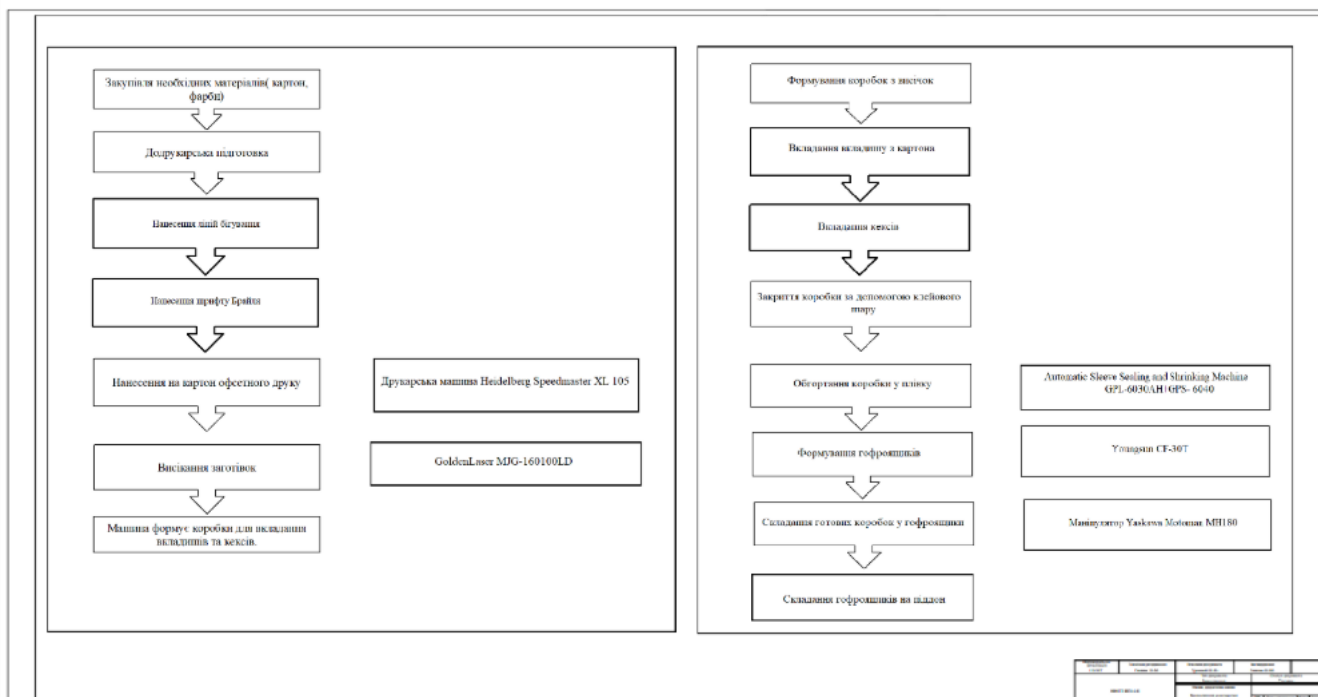 Закупівля необхідних матеріалів( картон,
фарби)
Додрукарська підготовка
Нанесення ліній бігування
Нанесення шрифту Брайля
Нанесення на картон офсетного друку
Висікання заготівок
Машина формує коробки для вкладання
вкладишів та кексів.
Друкарська машина Heidelberg Speedmaster XL 105
GoldenLaser MJG-160100LD
Формування коробок з висічок
Вкладання вкладишу з картона
Вкладання кексів
Закриття коробки за допомогою клейового
шару
Обгортання коробки у плівку
Формування гофроящиків
Складання готових коробок у гофроящики
Складання гофроящиків на піддон
Automatic Sleeve Sealing and Shrinking Machine
GPL-6030AH+GPS- 6040
Youngsun CF-30T
Маніпулятор Yaskawa Motoman MH180